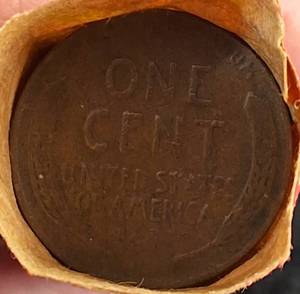 ONE
CENT
UNITED STATES
OF AMERICA